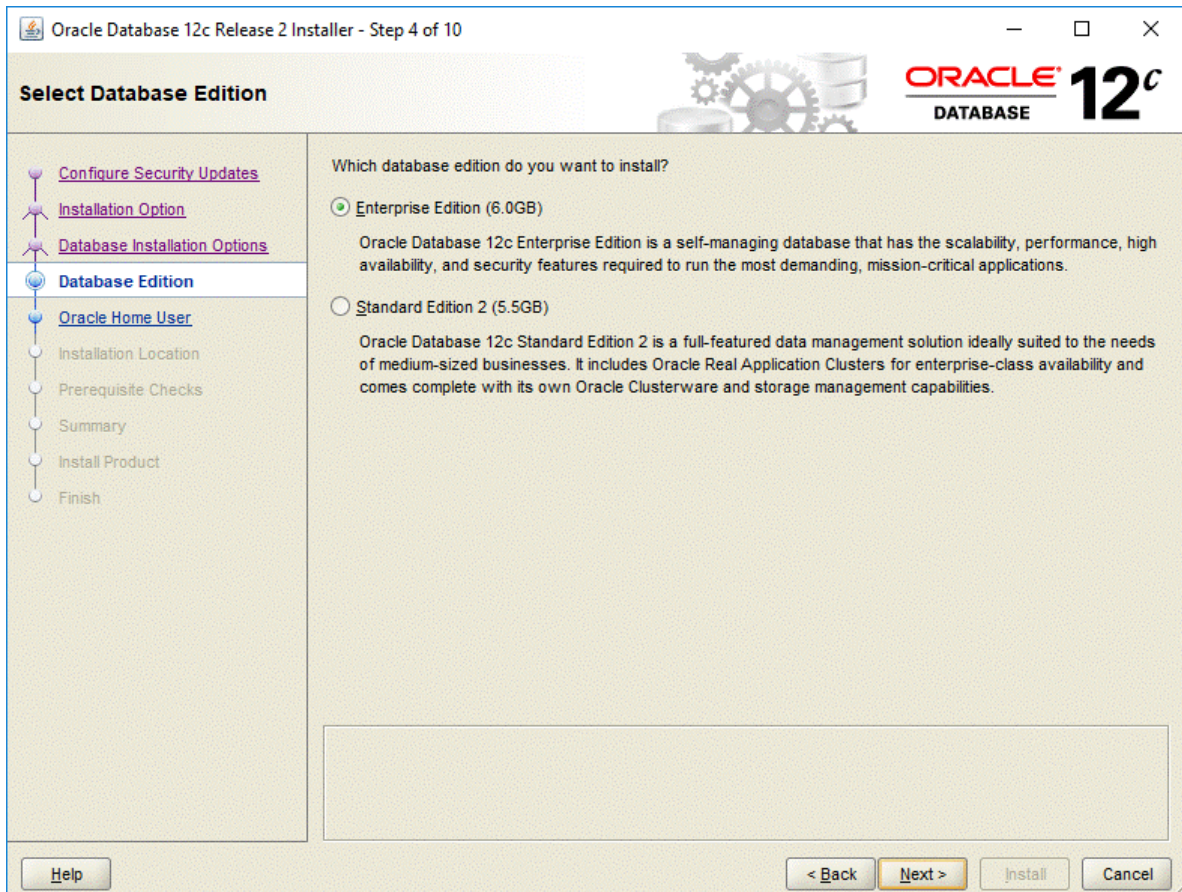 Oracle Database 12c Release 2 Installer - Step 4 of 10
Select Database Edition
ORACLE
DATABASE
12c
Configure Security Updates
Installation Option
Database Installation Options
Database Edition
Oracle Home User
Installation Location
Prerequisite Checks
Summary
Install Product
Finish
Which database edition do you want to install?
Enterprise Edition (6.0GB)
Oracle Database 12c Enterprise Edition is a self-managing database that has the scalability, performance, high
availability, and security features required to run the most demanding, mission-critical applications.
Standard Edition 2 (5.5GB)
Oracle Database 12c Standard Edition 2 is a full-featured data management solution ideally suited to the needs
of medium-sized businesses. It includes Oracle Real Application Clusters for enterprise-class availability and
comes complete with its own Oracle Clusterware and storage management capabilities.
Help
< Back
Next >
Install
Cancel